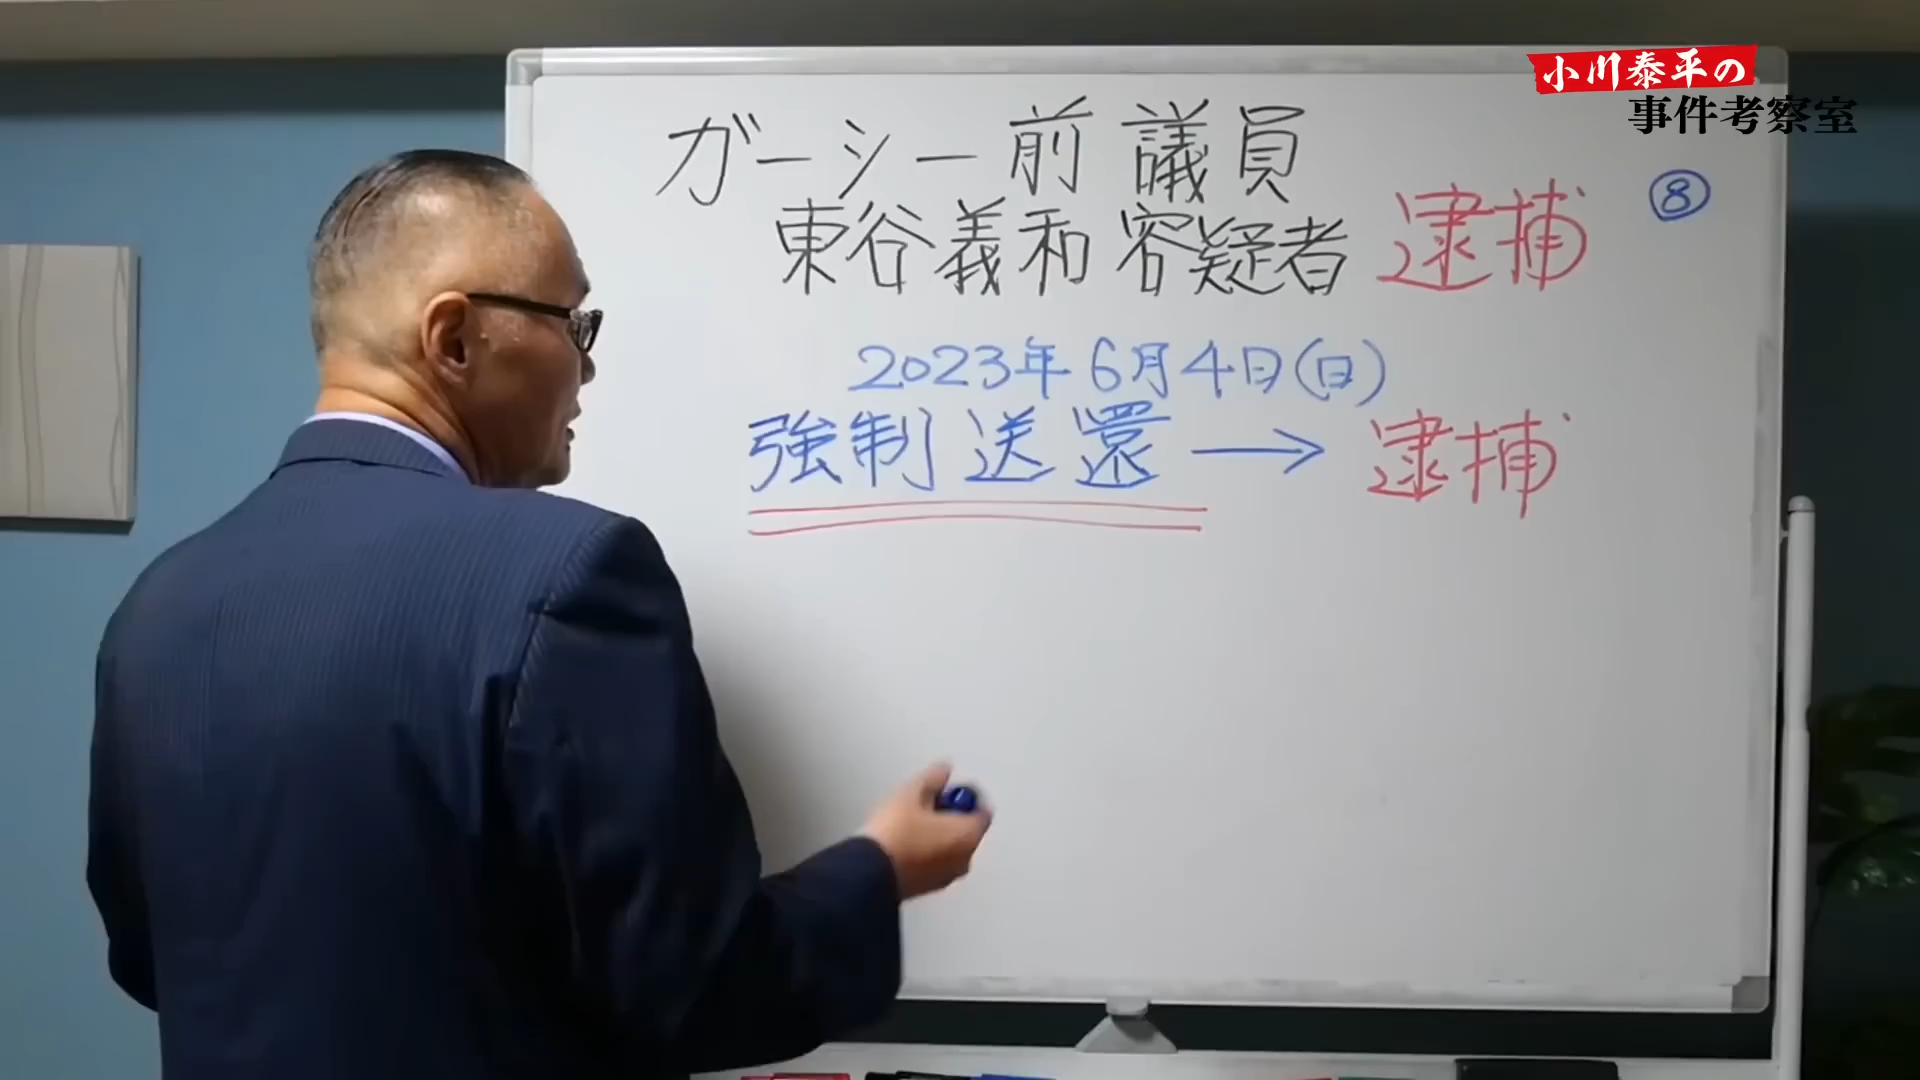 小川泰平の
事件考察室
ガーシー前議員
⑧
東谷義和容疑者 逮捕
2023年6月4日(日)
強制送還→逮捕